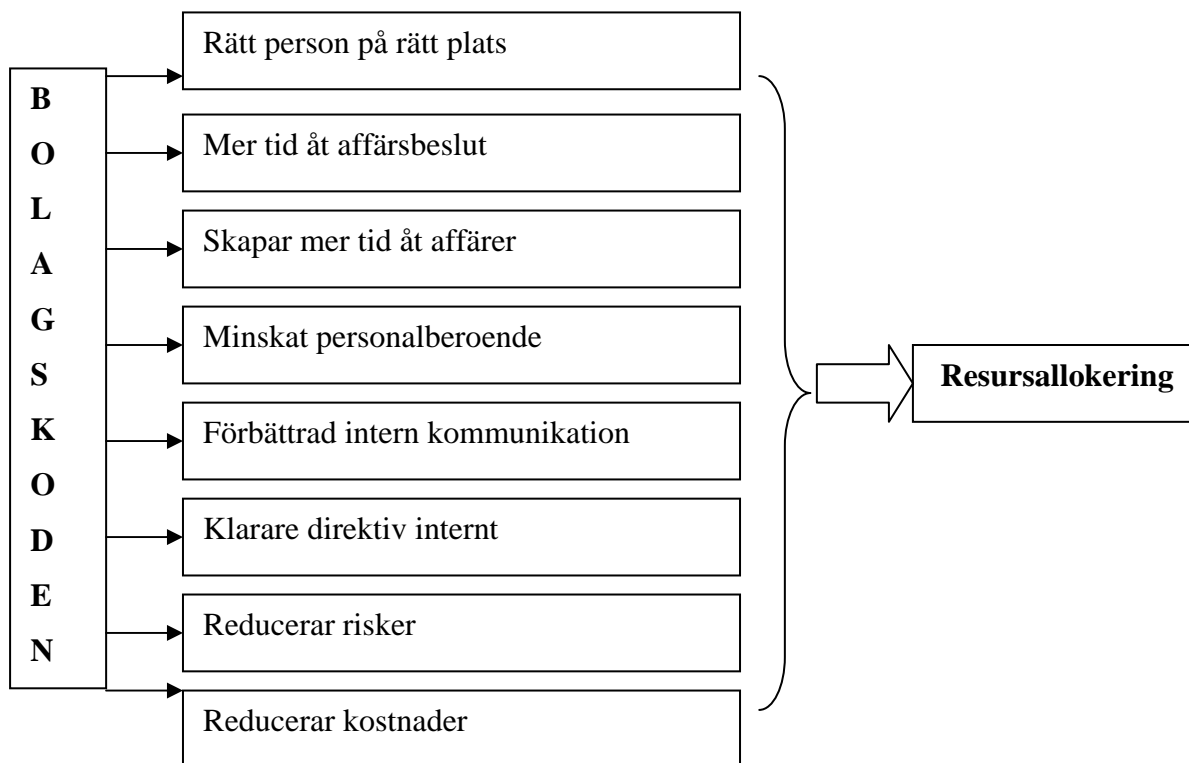 BOLAGSKODEN
Rätt person på rätt plats
Mer tid åt affärsbeslut
Skapar mer tid åt affärer
Minskat personalberoende
Förbättrad intern kommunikation
Klarare direktiv internt
Reducerar risker
Reducerar kostnader
Resursallokering